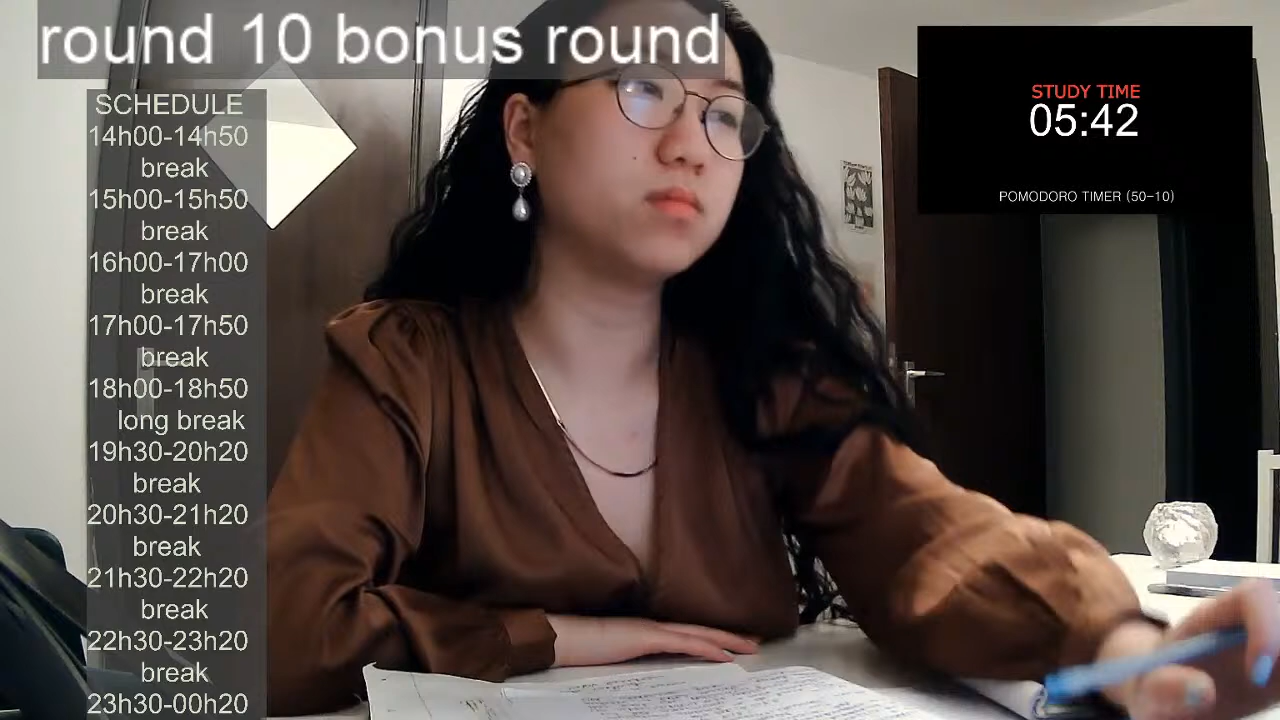 round 10 bonus round
SCHEDULE
14h00-14h50
break
15h00-15h50
break
16h00-17h00
break
17h00-17h50
break
18h00-18h50
long break
19h30-20h20
break
20h30-21h20
break
21h30-22h20
break
22h30-23h20
break
23h30-00h20
STUDY TIME
05:42
POMODORO TIMER (50-10)